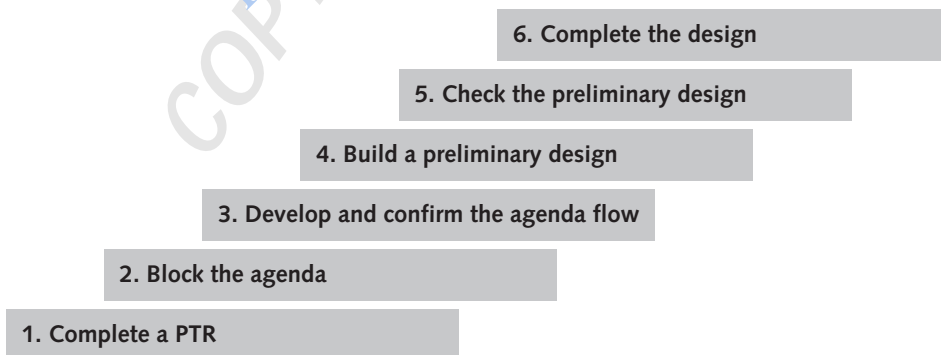 6. Complete the design
5. Check the preliminary design
4. Build a preliminary design
3. Develop and confirm the agenda flow
2. Block the agenda
1. Complete a PTR